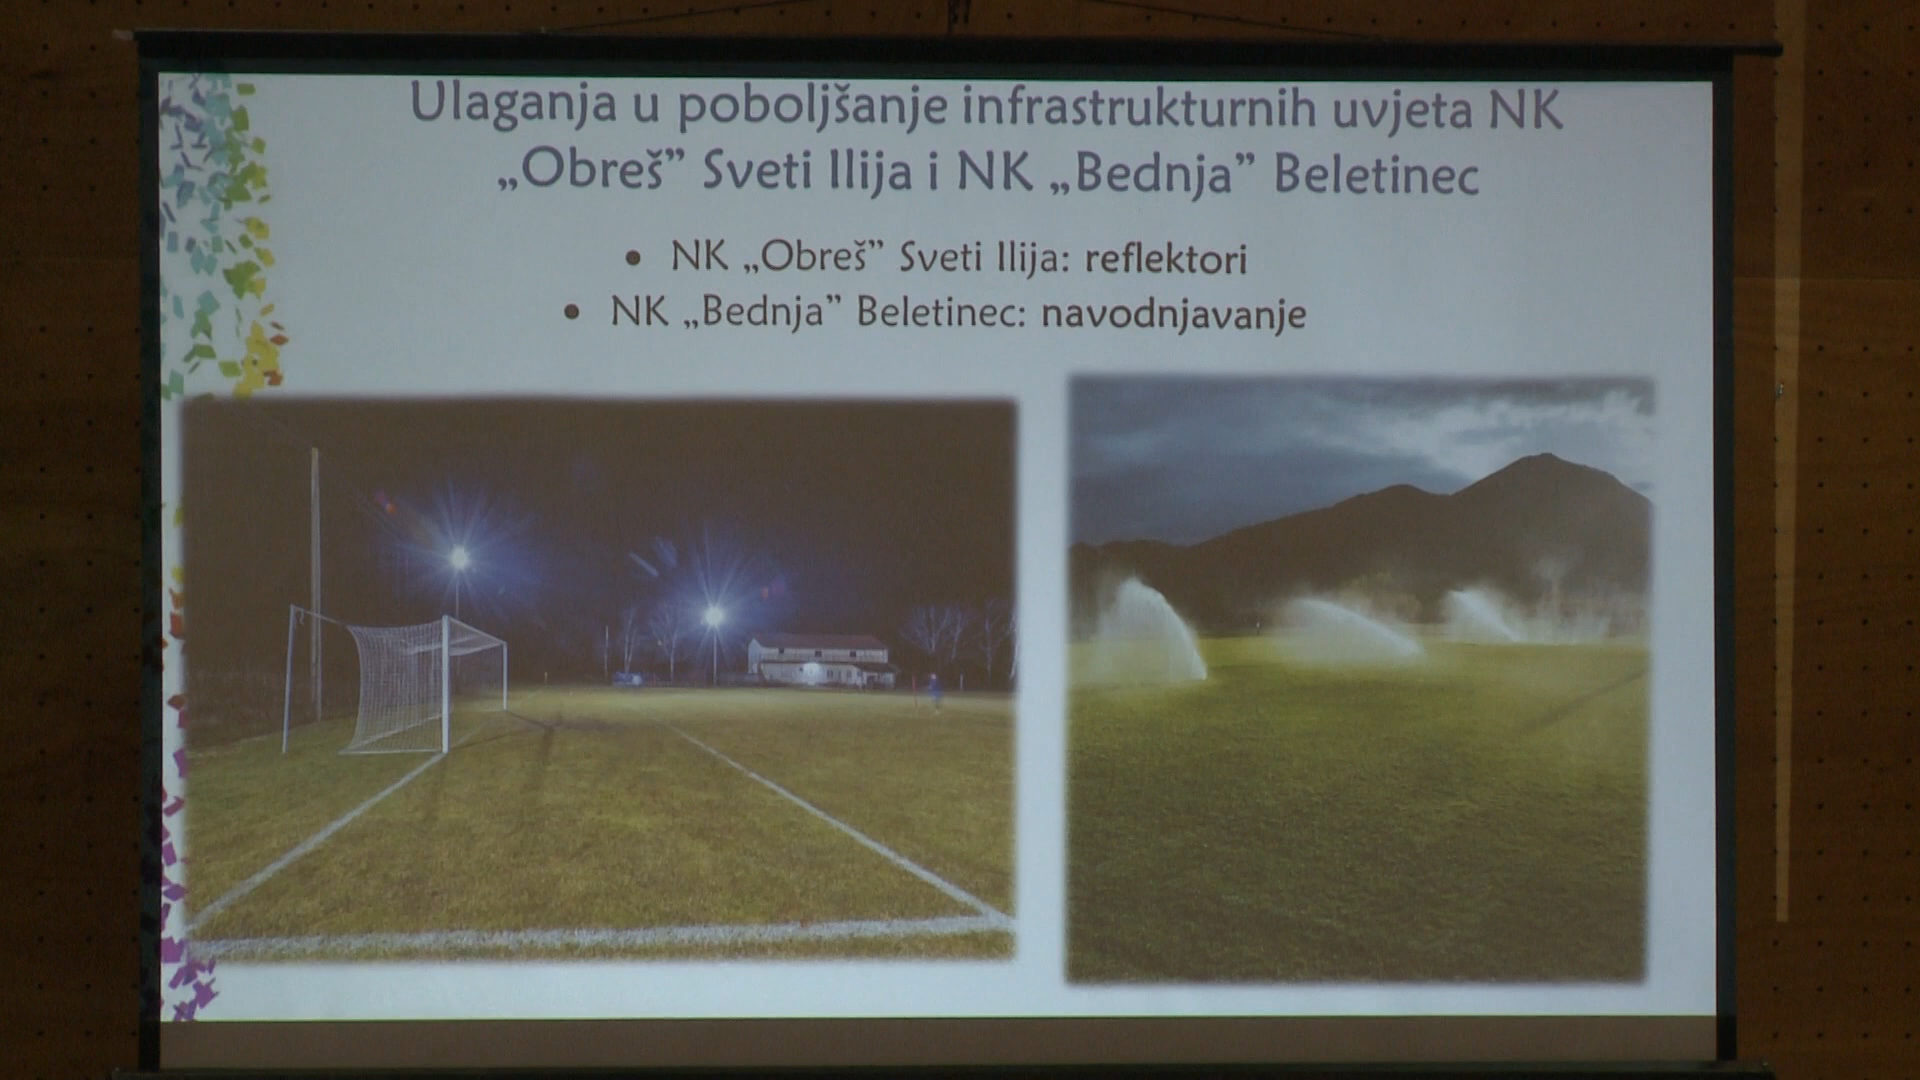 Ulaganja u poboljšanje infrastrukturnih uvjeta NK
„Obreš” Sveti Ilija i NK „Bednja” Beletinec
• NK „Obreš” Sveti Ilija: reflektori
• NK „Bednja” Beletinec: navodnjavanje